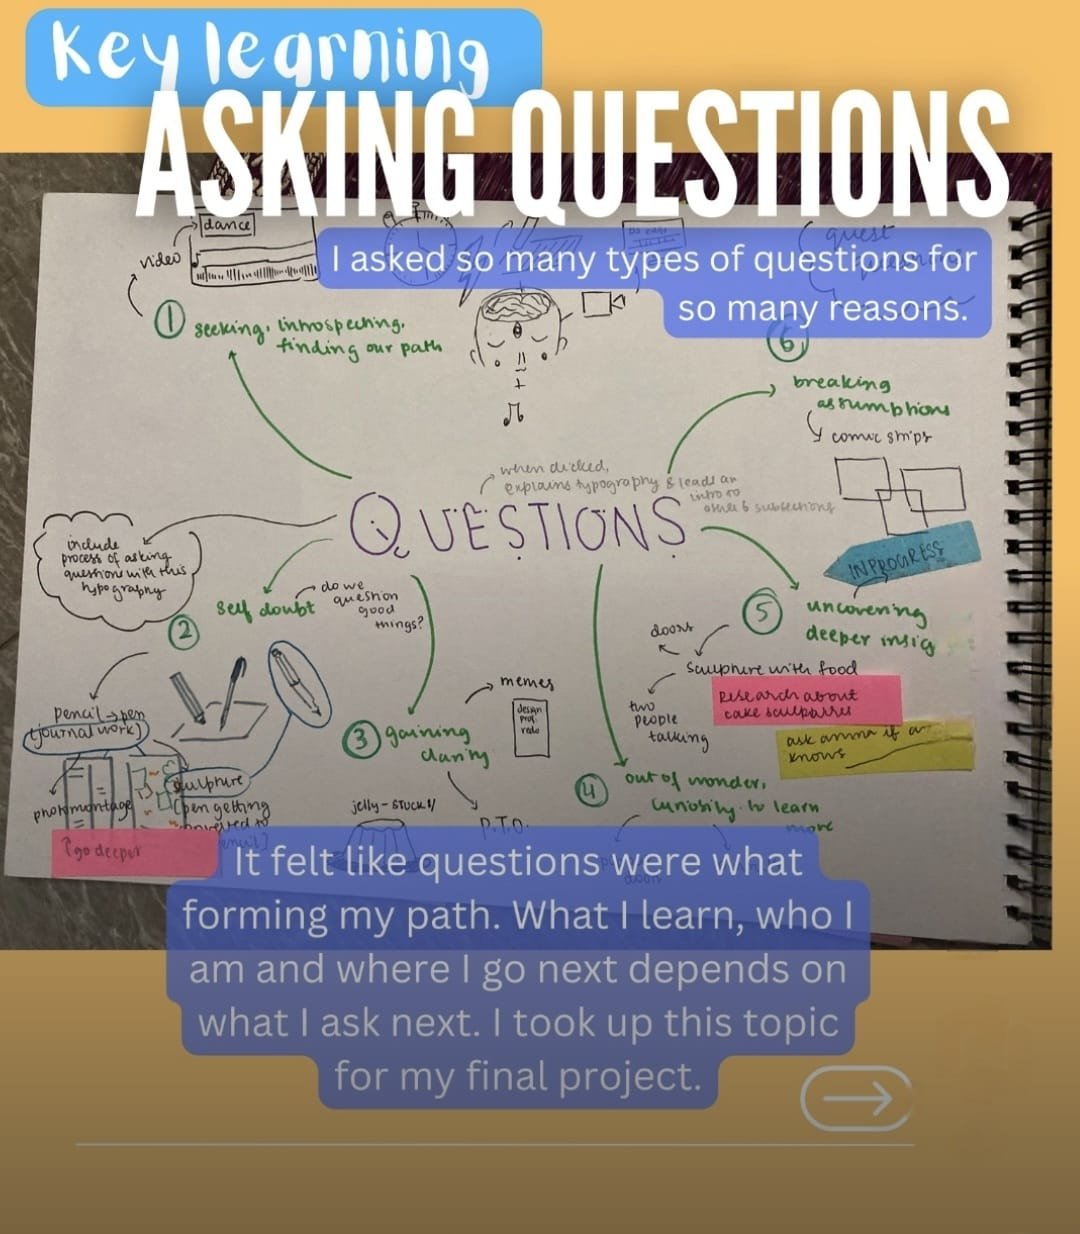 Key learning
ASKING QUESTIONS
I asked so many types of questions for
so many reasons.
dance
video
quest
1
seeking, introspecting,
finding our path
6
breaking
assumptions
comic strips
when clicked,
explains typography & leads an
intro to
other 6 subsections
QUESTIONS
include
process of asking
questions with this
typography
IN PROGRESS
2
self doubt
do we
question
good
things?
5
uncovering
deeper insig
doors
sculpture with food
research about
cake sculptures
two
people
talking
ask amma if
knows
pencil → pen
(journal work)
memes
design
3
gaining
clarity
4
out of wonder,
curiosity to learn
more
photomontage
sculpture
(pen getting
converted to
jelly - STUCK!!
P.T.O.
↑ go deeper
It felt like questions were what
forming my path. What I learn, who I
am and where I go next depends on
what I ask next. I took up this topic
for my final project.